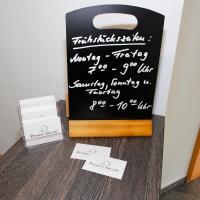 Frühstückszeiten:
Montag - Freitag
7⁰⁰ - 9⁰⁰ Uhr
Samstag, Sonntag u.
Feiertag
8⁰⁰ - 10⁰⁰ Uhr